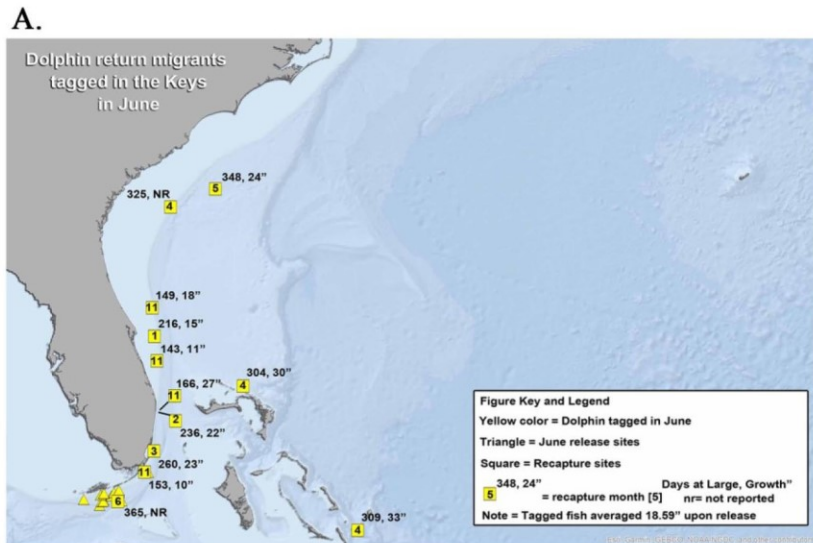 A.
Dolphin return migrants
tagged in the Keys
in June
348, 24”
5
325, NR
4
149, 18”
11
216, 15”
1
143, 11”
11
304, 30”
4
166, 27”
11
2
236, 22”
3
260, 23”
11
153, 10”
6
365, NR
309, 33”
4
Figure Key and Legend
Yellow color = Dolphin tagged in June
Triangle = June release sites
Square = Recapture sites
348, 24” Days at Large, Growth”
5 = recapture month [5] nr= not reported
Note = Tagged fish averaged 18.59” upon release